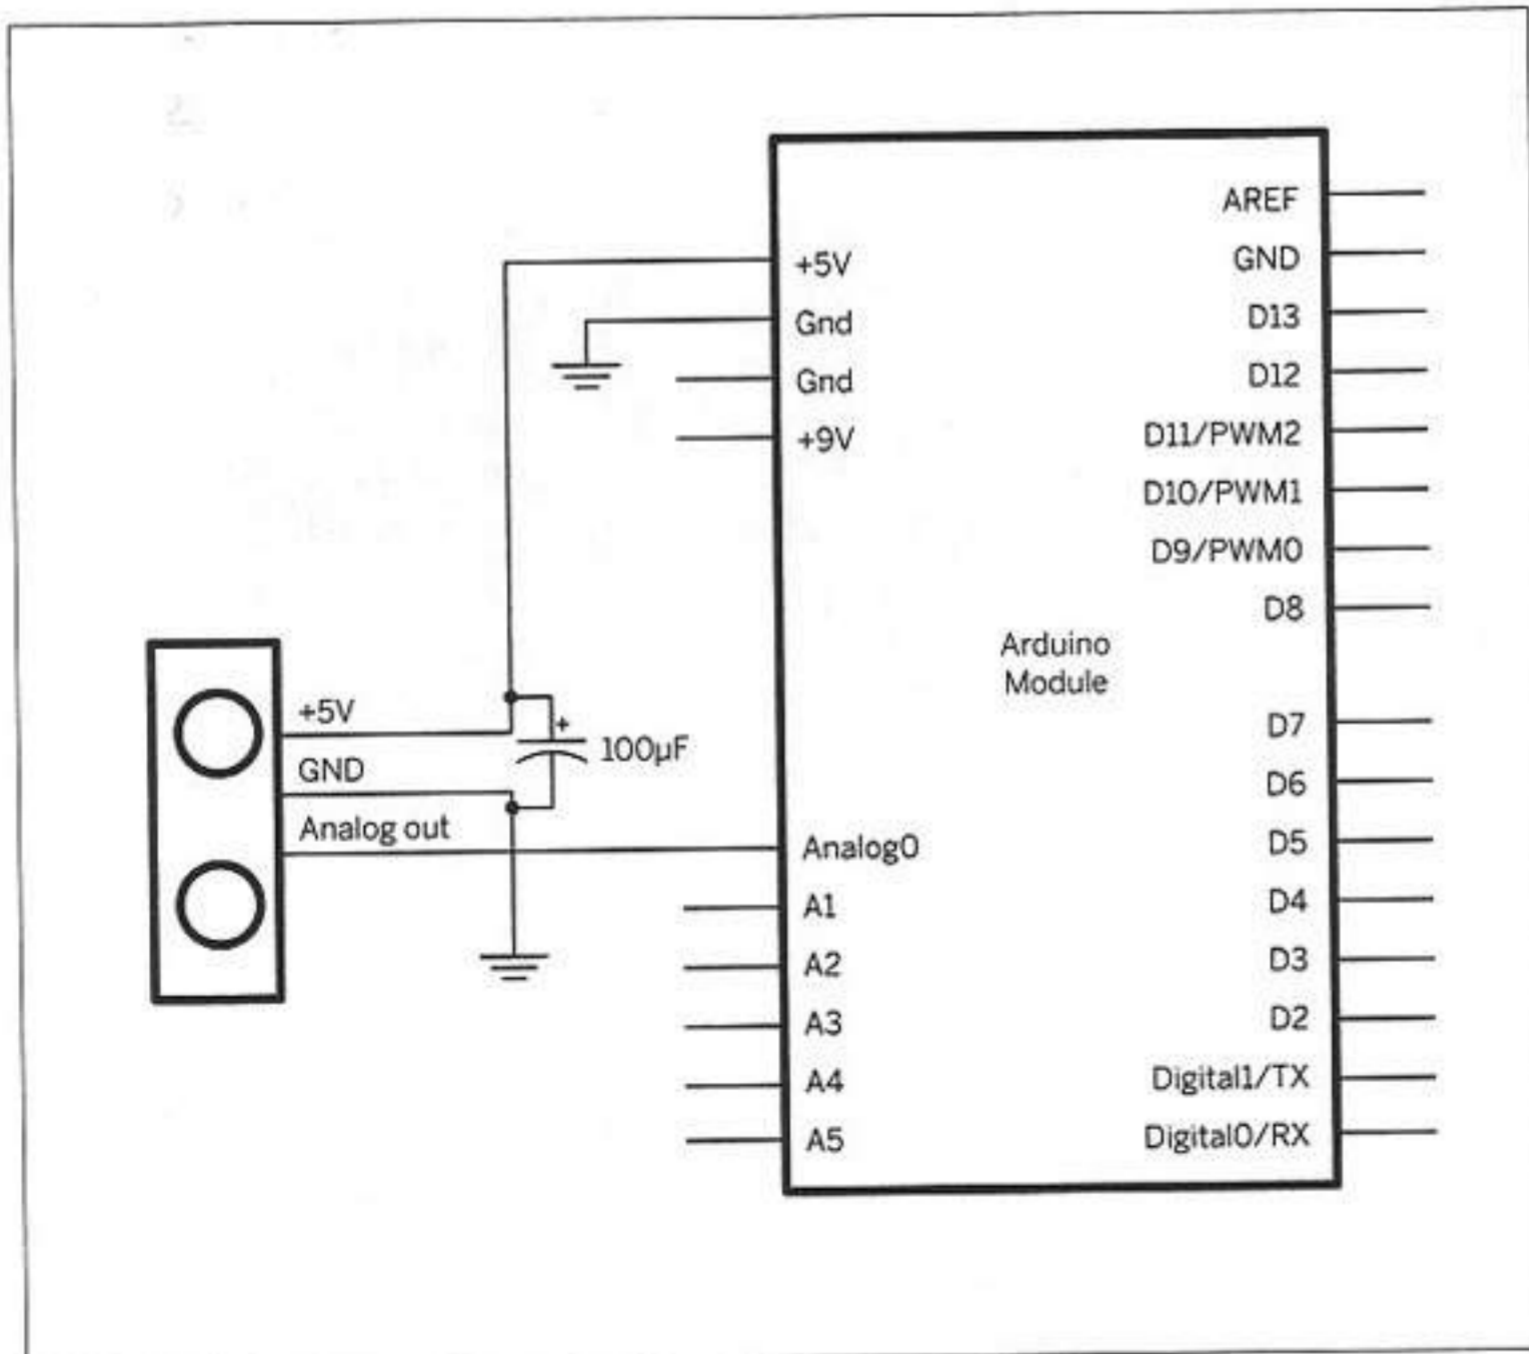 +5V
Gnd
Gnd
+9V
Analog0
A1
A2
A3
A4
A5
Arduino
Module
AREF
GND
D13
D12
D11/PWM2
D10/PWM1
D9/PWM0
D8
D7
D6
D5
D4
D3
D2
Digital1/TX
Digital0/RX
+5V
GND
Analog out
+
100µF